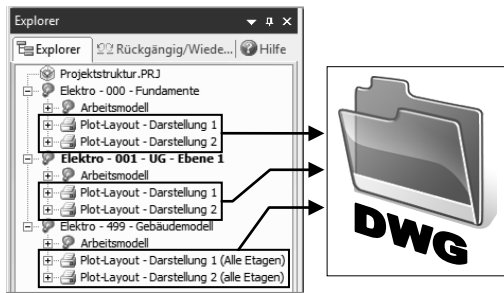 Explorer
Explorer Rückgängig/Wiede... Hilfe
Projektstruktur.PRJ
Elektro - 000 - Fundamente
Arbeitsmodell
Plot-Layout - Darstellung 1
Plot-Layout - Darstellung 2
Elektro - 001 - UG - Ebene 1
Arbeitsmodell
Plot-Layout - Darstellung 1
Plot-Layout - Darstellung 2
Elektro - 499 - Gebäudemodell
Arbeitsmodell
Plot-Layout - Darstellung 1 (Alle Etagen)
Plot-Layout - Darstellung 2 (alle Etagen)
DWG